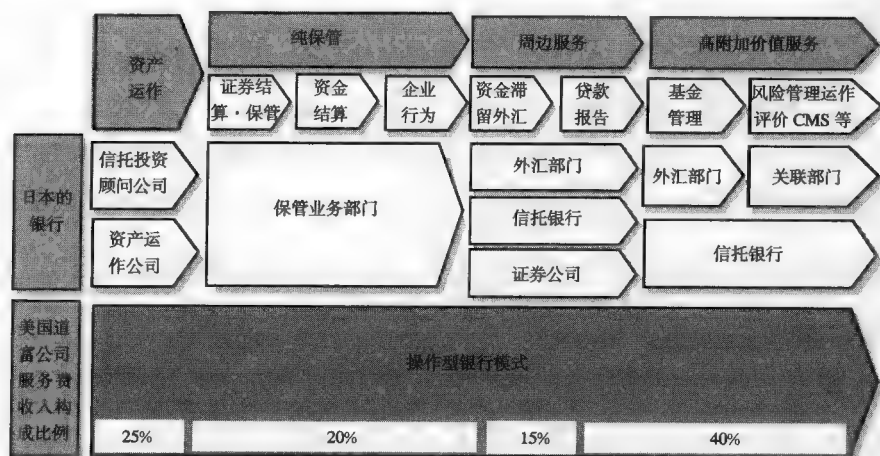 资产
运作
纯保管
周边服务
高附加价值服务
证券结
算·保管
资金
结算
企业
行为
资金滞
留外汇
贷款
报告
基金
管理
风险管理运作
评价 CMS 等
日本的
银行
信托投资
顾问公司
资产运
作公司
保管业务部门
外汇部门
信托银行
证券公司
外汇部门
关联部门
信托银行
美国道
富公司
服务费
收入构
成比例
操作型银行模式
25%
20%
15%
40%